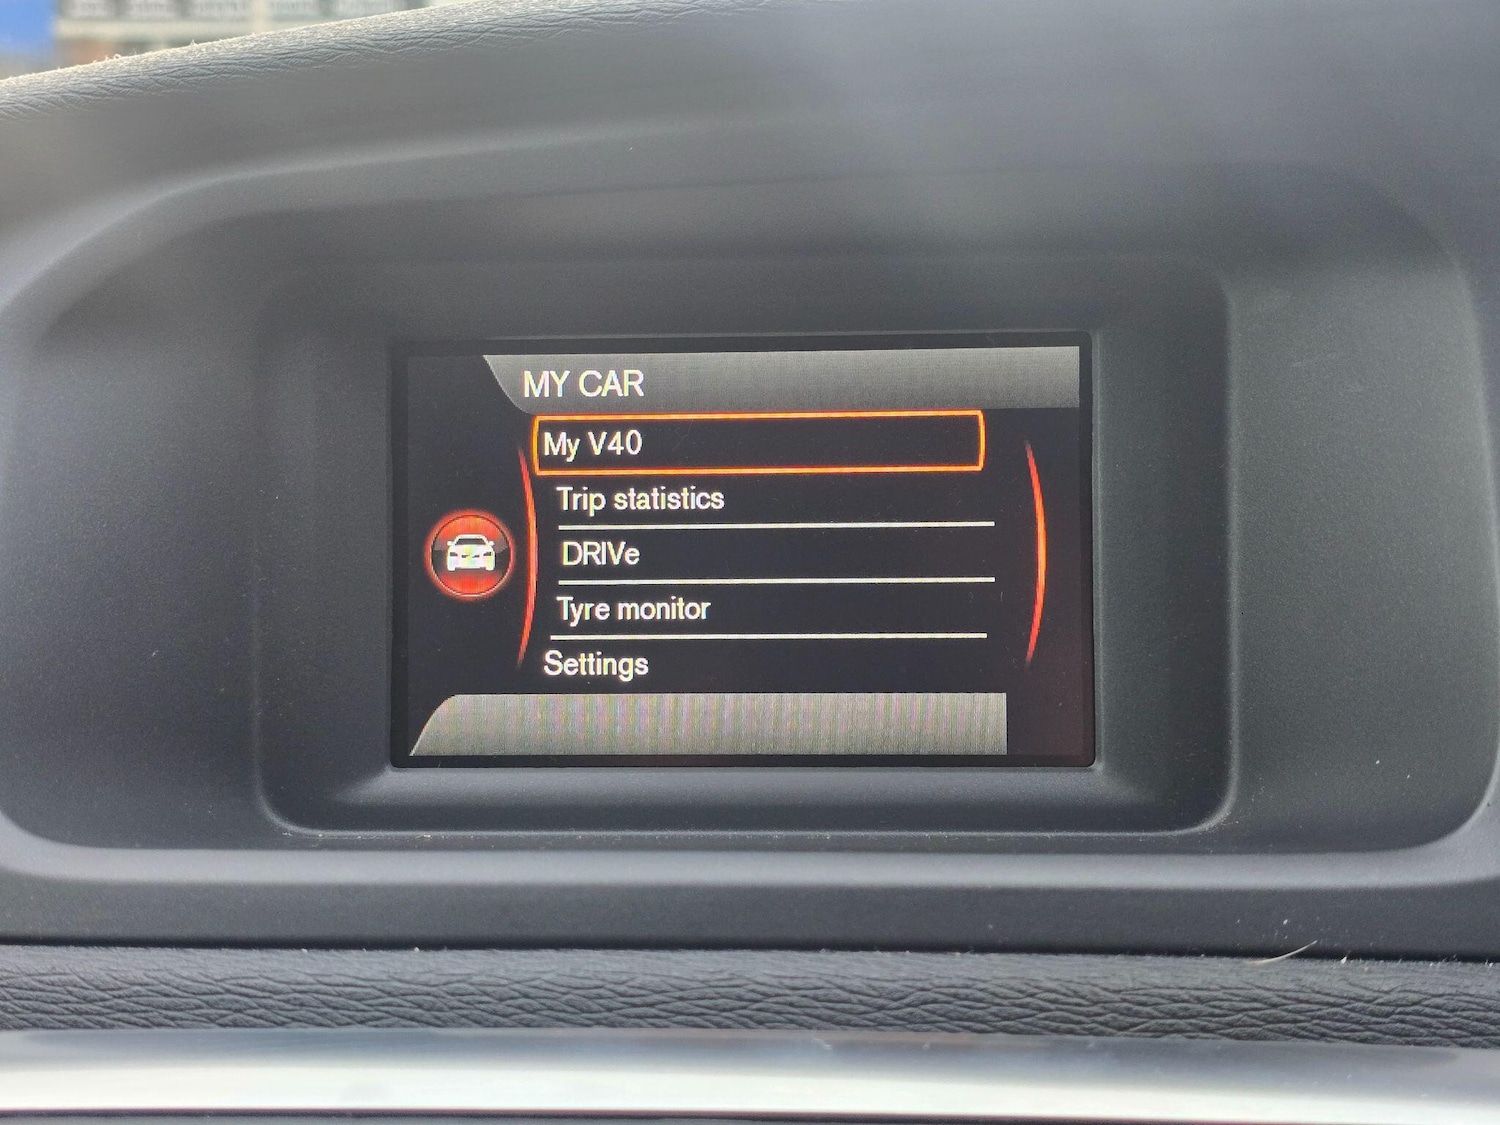 MY CAR
My V40
Trip statistics
DRIVe
Tyre monitor
Settings